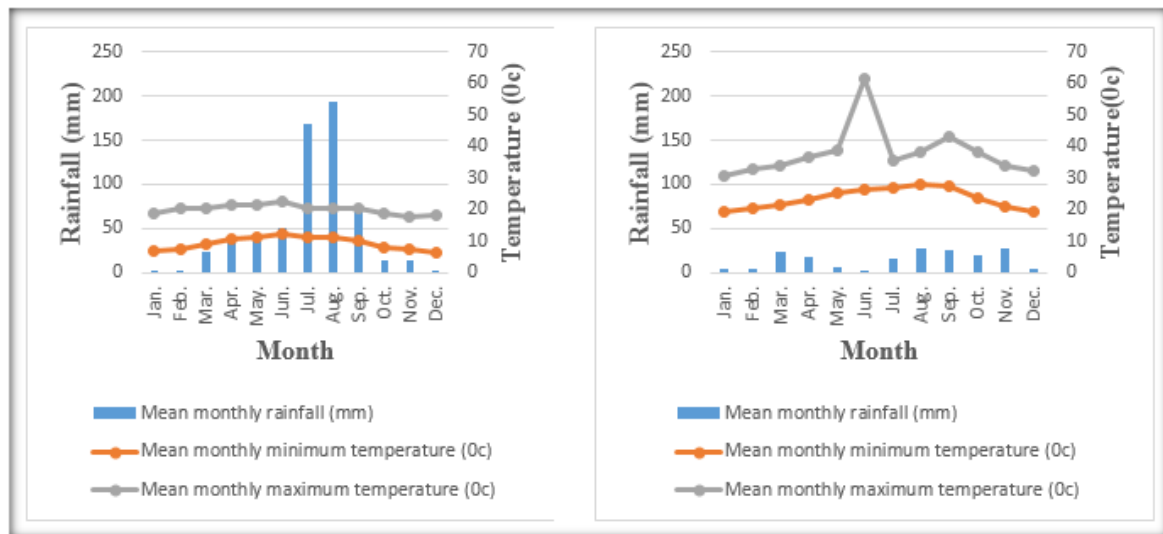 250
200
150
100
50
0
Rainfall (mm)
70
60
50
40
30
20
10
0
Temperature (0c)
Jan.
Feb.
Mar.
Apr.
May.
Jun.
Jul.
Aug.
Sep.
Oct.
Nov.
Dec.
Month
Mean monthly rainfall (mm)
Mean monthly minimum temperature (0c)
Mean monthly maximum temperature (0c)
250
200
150
100
50
0
Rainfall (mm)
70
60
50
40
30
20
10
0
Temperature(0c)
Jan.
Feb.
Mar.
Apr.
May.
Jun.
Jul.
Aug.
Sep.
Oct.
Nov.
Dec.
Month
Mean monthly rainfall (mm)
Mean monthly minimum temperature (0c)
Mean monthly maximum temperature (0c)